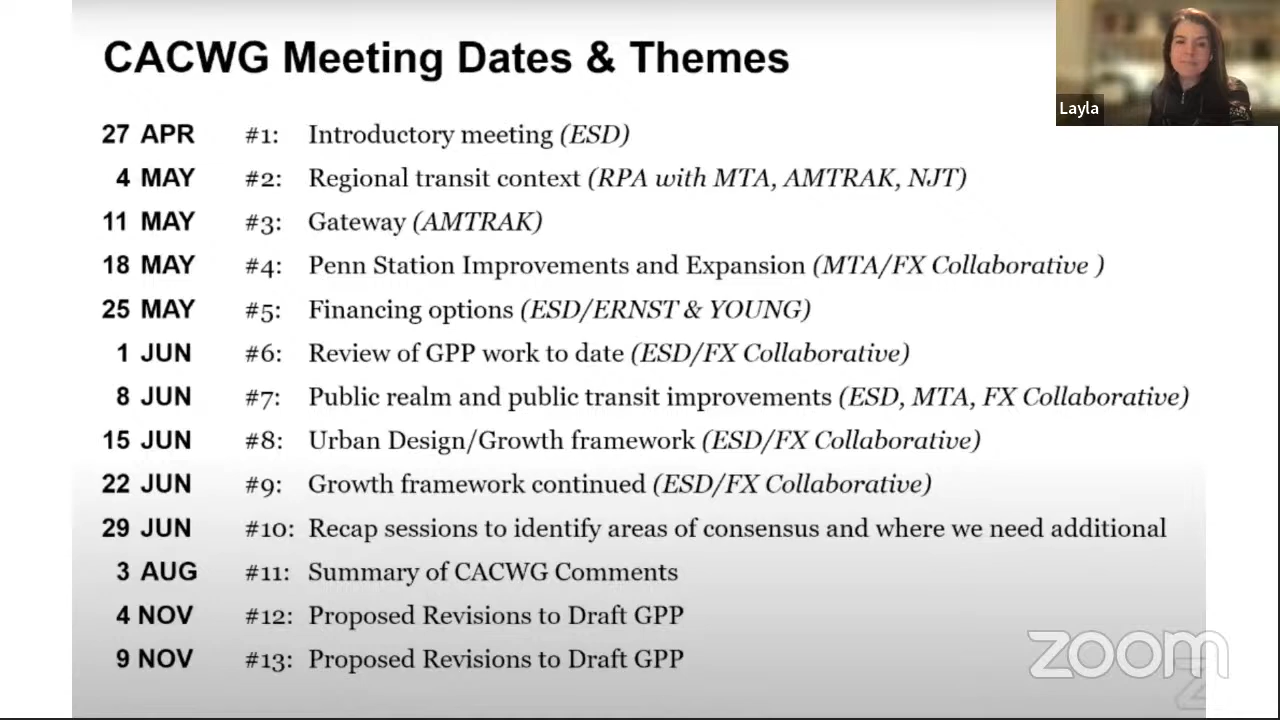 CACWG Meeting Dates & Themes
Layla
27 APR #1: Introductory meeting (ESD)
4 MAY #2: Regional transit context (RPA with MTA, AMTRAK, NJT)
11 MAY #3: Gateway (AMTRAK)
18 MAY #4: Penn Station Improvements and Expansion (MTA/FX Collaborative )
25 MAY #5: Financing options (ESD/ERNST & YOUNG)
1 JUN #6: Review of GPP work to date (ESD/FX Collaborative)
8 JUN #7: Public realm and public transit improvements (ESD, MTA, FX Collaborative)
15 JUN #8: Urban Design/Growth framework (ESD/FX Collaborative)
22 JUN #9: Growth framework continued (ESD/FX Collaborative)
29 JUN #10: Recap sessions to identify areas of consensus and where we need additional
3 AUG #11: Summary of CACWG Comments
4 NOV #12: Proposed Revisions to Draft GPP
9 NOV #13: Proposed Revisions to Draft GPP
zoom